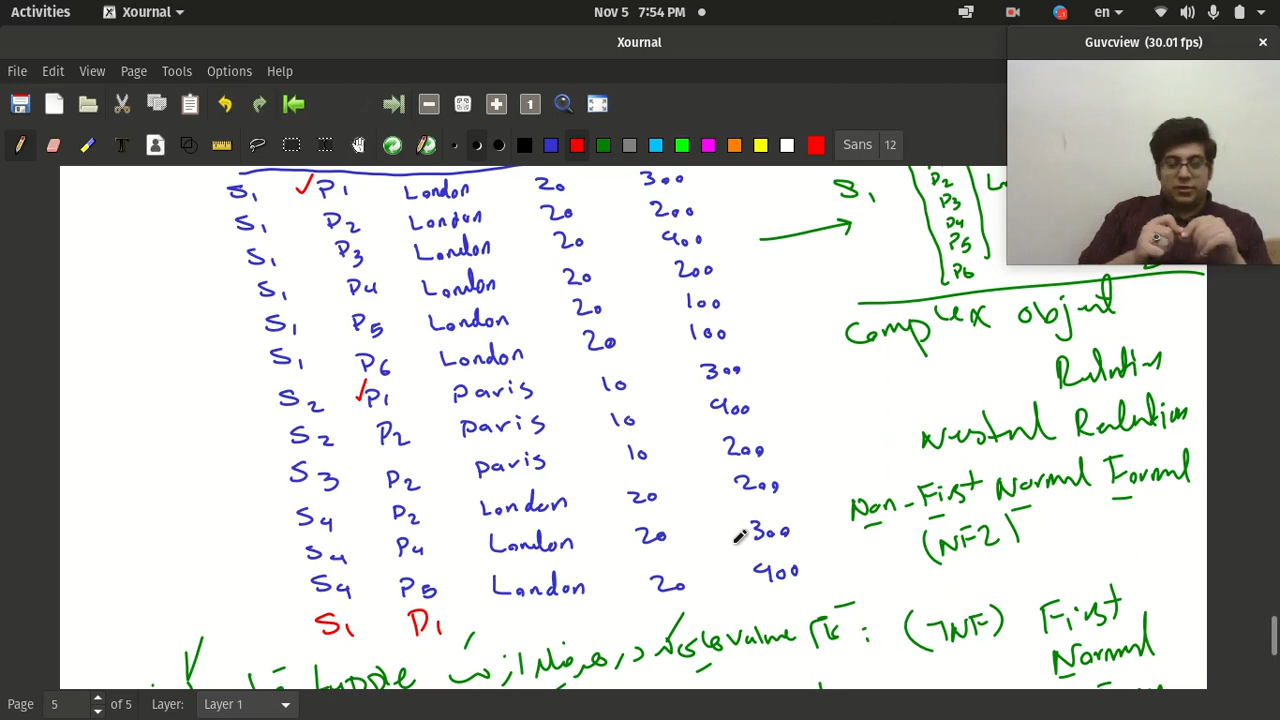 Activities Xournal Nov 5 7:54 PM en
Xournal
Guvcview (30.01 fps)
File Edit View Page Tools Options Help
Sans 12
S1 P1 London 20 300
S1 P2 London 20 200
S1 P3 London 20 400
S1 P4 London 20 200
S1 P5 London 20 100
S1 P6 London 20 100
S2 P1 Paris 10 300
S2 P2 Paris 10 400
S3 P2 Paris 10 200
S4 P2 London 20 200
S4 P4 London 20 300
S4 P5 London 20 400
S1 P1
S1
P2
P3
P4
P5
P6
Complex object
Relation
Relation
Non-First Normal Formal
(NF2)
value : (1NF) First
Normal
Page 5 of 5 Layer: Layer 1